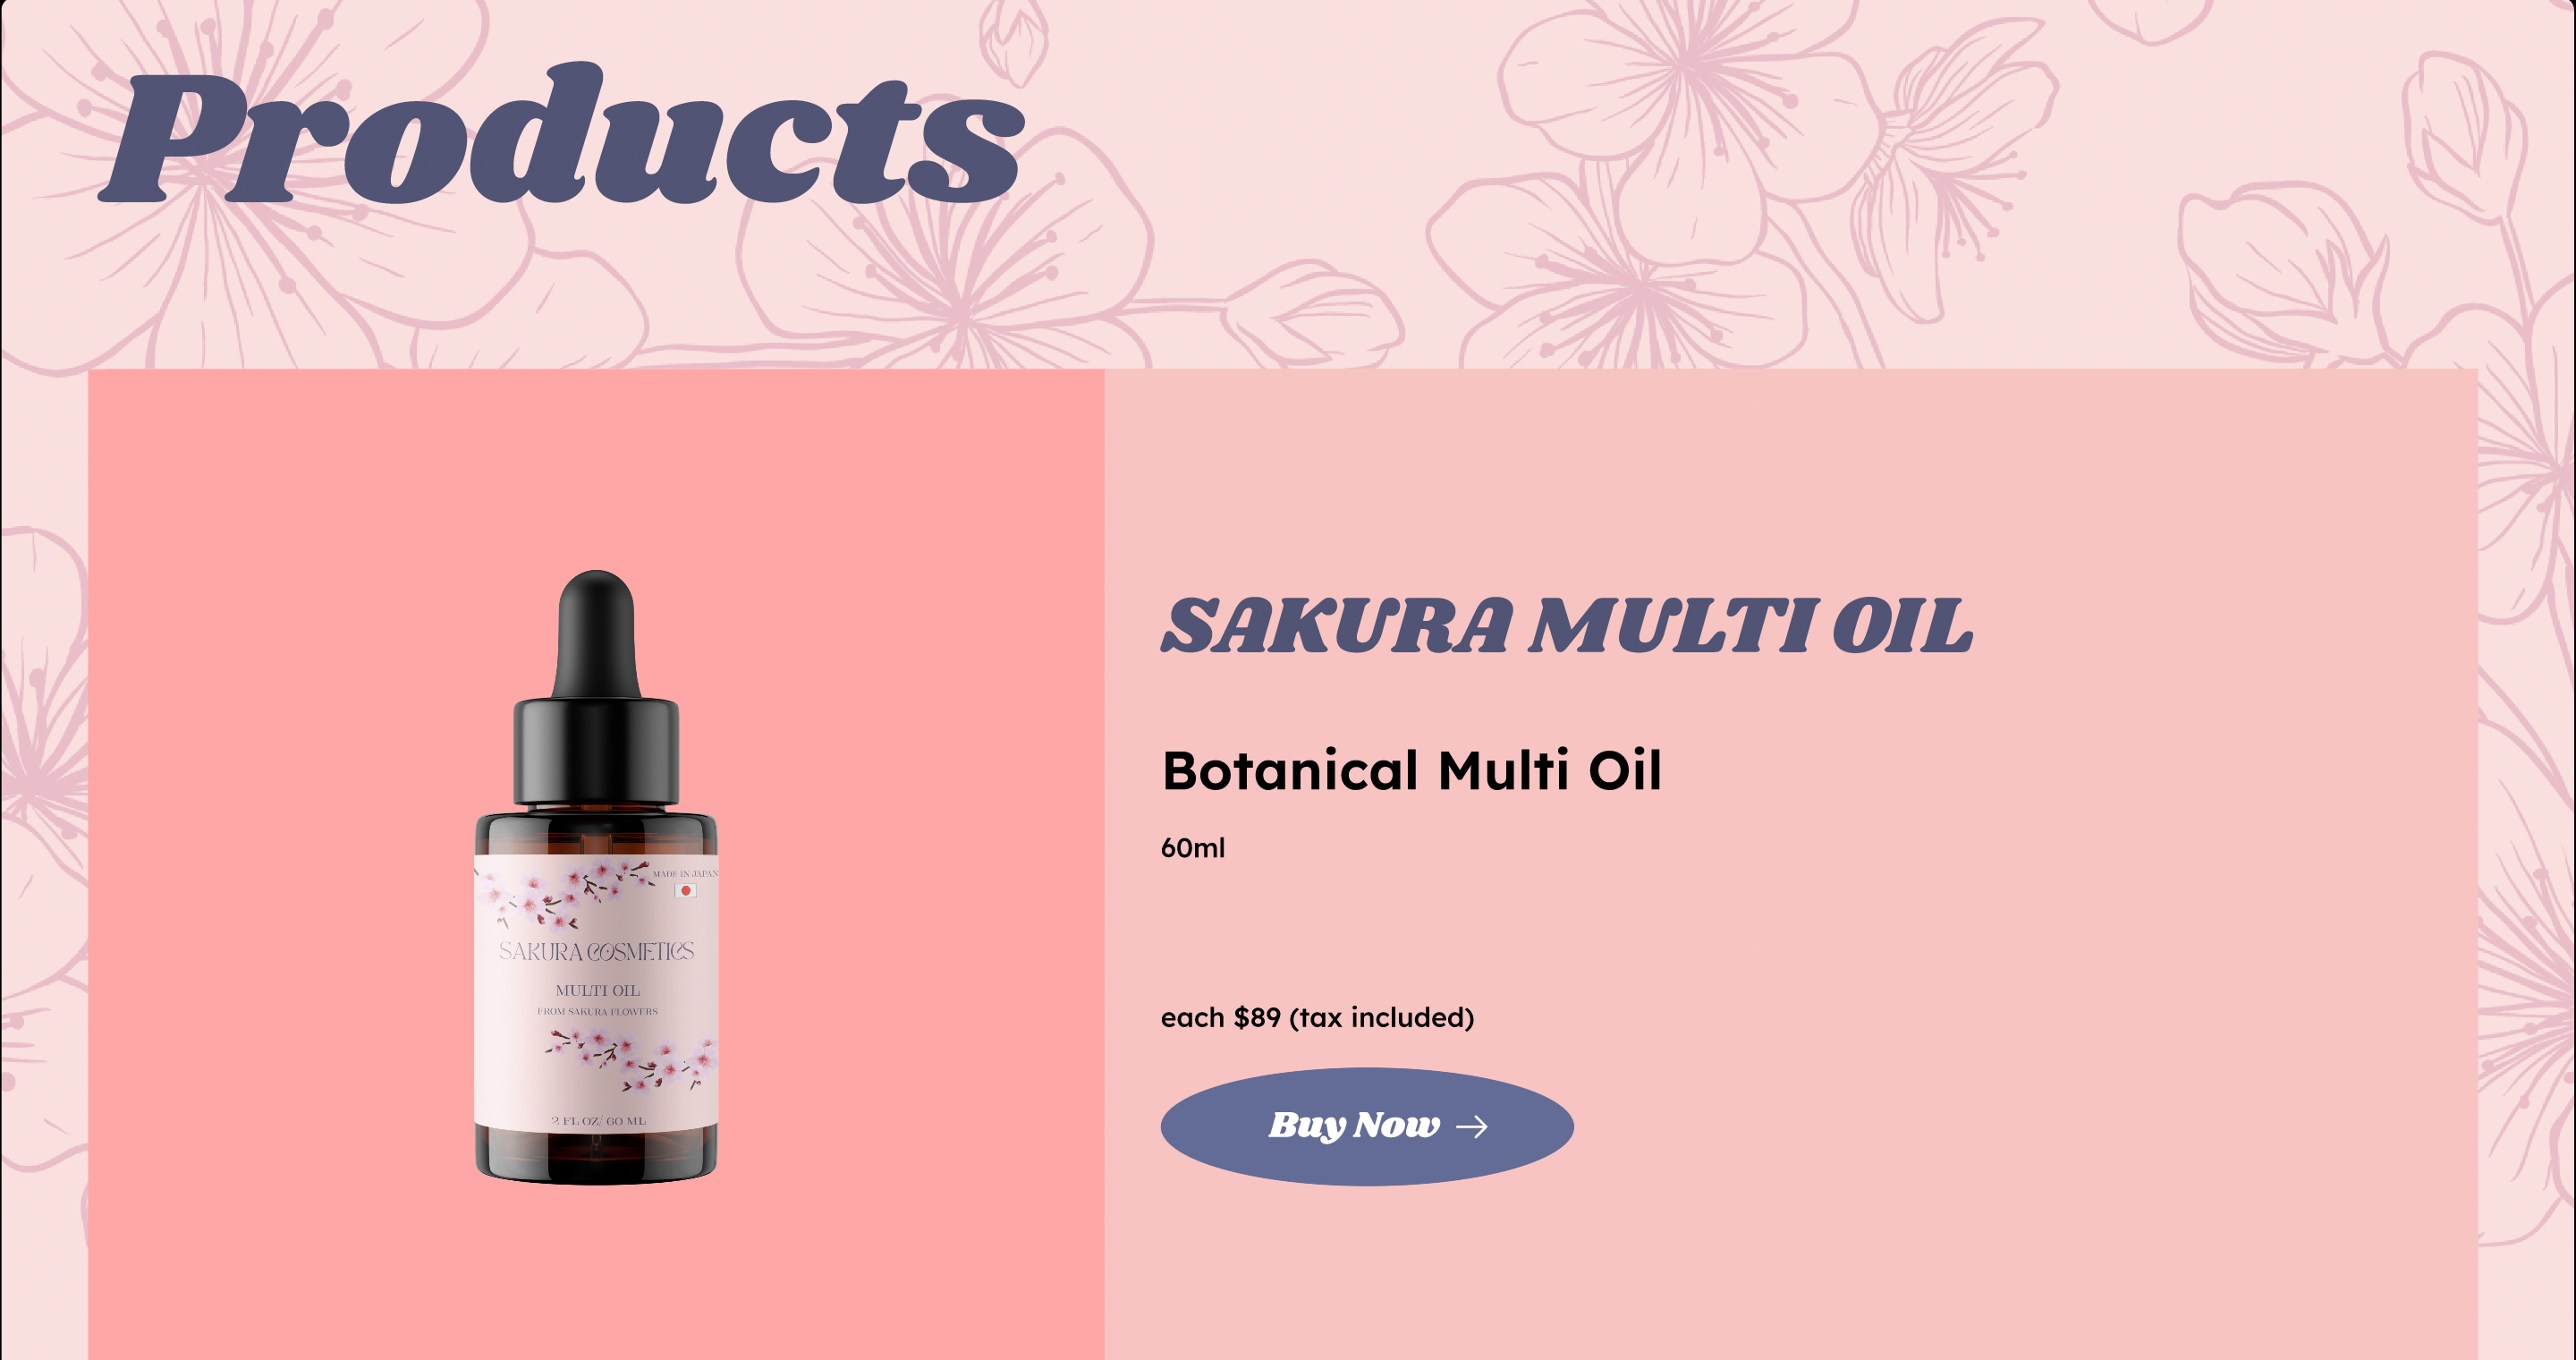 Products
SAKURA MULTI OIL
Botanical Multi Oil
60ml
each $89 (tax included)
Buy Now →
MADE IN JAPAN
SAKURA COSMETICS
MULTI OIL
FROM SAKURA FLOWERS
2 FL OZ/ 60 ML